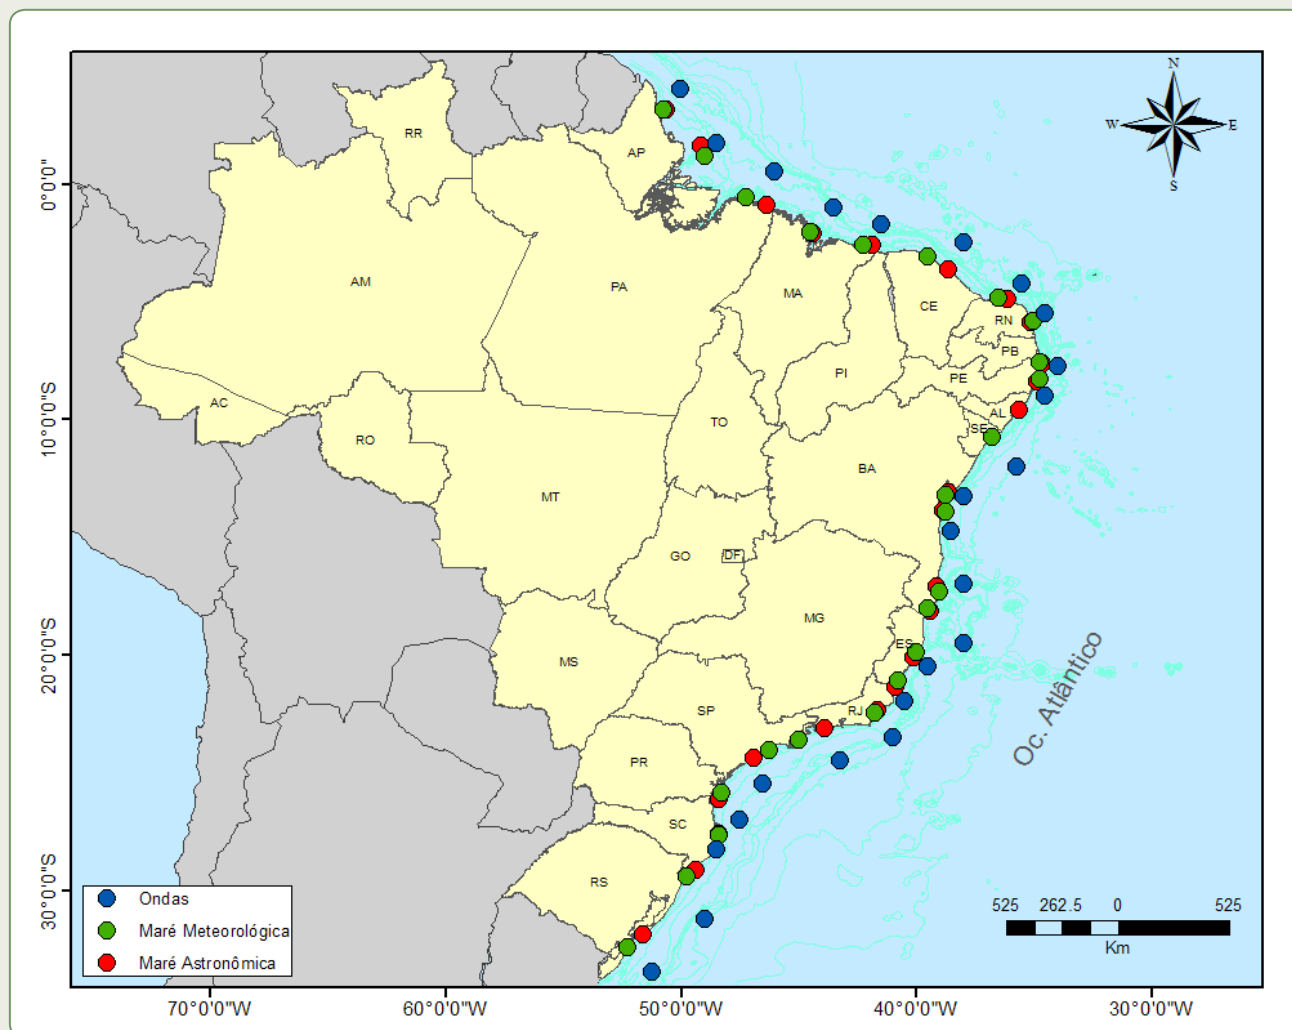 N
W
E
S
RR
AP
AM
PA
MA
CE
RN
PB
PE
PI
AL
SE
AC
RO
TO
BA
MT
GO
DF
MG
ES
MS
SP
RJ
PR
SC
RS
Oc. Atlântico
0°0'0"
10°0'0"S
20°0'0"S
30°0'0"S
Ondas
Maré Meteorológica
Maré Astronômica
525 262.5 0 525
Km
70°0'0"W 60°0'0"W 50°0'0"W 40°0'0"W 30°0'0"W